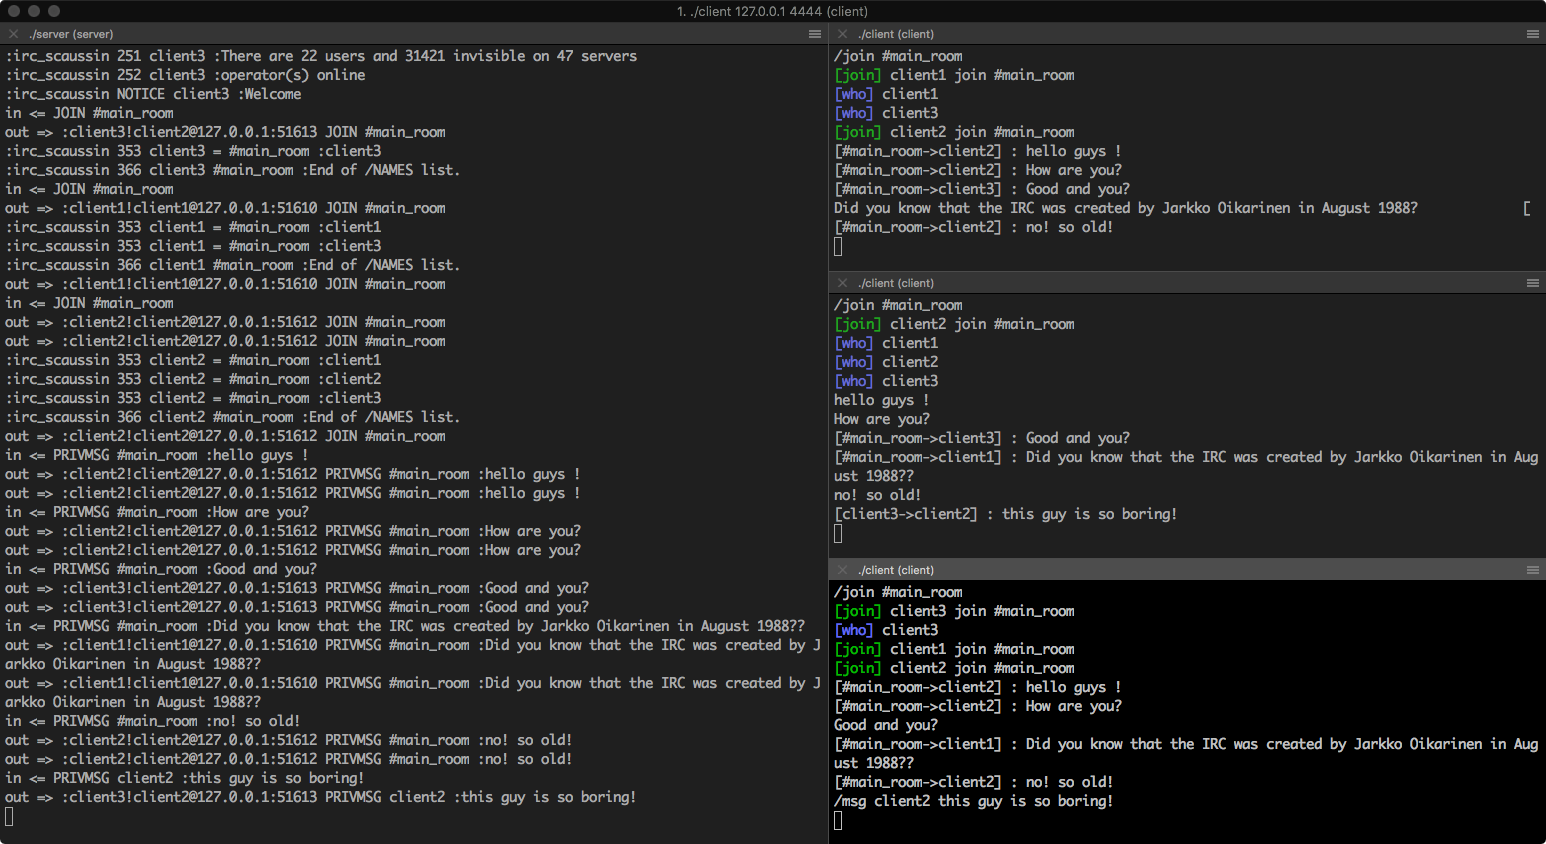 1. ./client 127.0.0.1 4444 (client)
./server (server)
:irc_scaussin 251 client3 :There are 22 users and 31421 invisible on 47 servers
:irc_scaussin 252 client3 :operator(s) online
:irc_scaussin NOTICE client3 :Welcome
in <= JOIN #main_room
out => :client3!client2@127.0.0.1:51613 JOIN #main_room
:irc_scaussin 353 client3 = #main_room :client3
:irc_scaussin 366 client3 #main_room :End of /NAMES list.
in <= JOIN #main_room
out => :client1!client1@127.0.0.1:51610 JOIN #main_room
:irc_scaussin 353 client1 = #main_room :client1
:irc_scaussin 353 client1 = #main_room :client3
:irc_scaussin 366 client1 #main_room :End of /NAMES list.
out => :client1!client1@127.0.0.1:51610 JOIN #main_room
in <= JOIN #main_room
out => :client2!client2@127.0.0.1:51612 JOIN #main_room
out => :client2!client2@127.0.0.1:51612 JOIN #main_room
:irc_scaussin 353 client2 = #main_room :client1
:irc_scaussin 353 client2 = #main_room :client2
:irc_scaussin 353 client2 = #main_room :client3
:irc_scaussin 366 client2 #main_room :End of /NAMES list.
out => :client2!client2@127.0.0.1:51612 JOIN #main_room
in <= PRIVMSG #main_room :hello guys !
out => :client2!client2@127.0.0.1:51612 PRIVMSG #main_room :hello guys !
out => :client2!client2@127.0.0.1:51612 PRIVMSG #main_room :hello guys !
in <= PRIVMSG #main_room :How are you?
out => :client2!client2@127.0.0.1:51612 PRIVMSG #main_room :How are you?
out => :client2!client2@127.0.0.1:51612 PRIVMSG #main_room :How are you?
in <= PRIVMSG #main_room :Good and you?
out => :client3!client2@127.0.0.1:51613 PRIVMSG #main_room :Good and you?
out => :client3!client2@127.0.0.1:51613 PRIVMSG #main_room :Good and you?
in <= PRIVMSG #main_room :Did you know that the IRC was created by Jarkko Oikarinen in August 1988??
out => :client1!client1@127.0.0.1:51610 PRIVMSG #main_room :Did you know that the IRC was created by J
arkko Oikarinen in August 1988??
out => :client1!client1@127.0.0.1:51610 PRIVMSG #main_room :Did you know that the IRC was created by J
arkko Oikarinen in August 1988??
in <= PRIVMSG #main_room :no! so old!
out => :client2!client2@127.0.0.1:51612 PRIVMSG #main_room :no! so old!
out => :client2!client2@127.0.0.1:51612 PRIVMSG #main_room :no! so old!
in <= PRIVMSG client2 :this guy is so boring!
out => :client3!client2@127.0.0.1:51613 PRIVMSG client2 :this guy is so boring!
./client (client)
/join #main_room
[join] client1 join #main_room
[who] client1
[who] client3
[join] client2 join #main_room
[#main_room->client2] : hello guys !
[#main_room->client2] : How are you?
[#main_room->client3] : Good and you?
Did you know that the IRC was created by Jarkko Oikarinen in August 1988? [
[#main_room->client2] : no! so old!
./client (client)
/join #main_room
[join] client2 join #main_room
[who] client1
[who] client2
[who] client3
hello guys !
How are you?
[#main_room->client3] : Good and you?
[#main_room->client1] : Did you know that the IRC was created by Jarkko Oikarinen in Aug
ust 1988??
no! so old!
[client3->client2] : this guy is so boring!
./client (client)
/join #main_room
[join] client3 join #main_room
[who] client3
[join] client1 join #main_room
[join] client2 join #main_room
[#main_room->client2] : hello guys !
[#main_room->client2] : How are you?
Good and you?
[#main_room->client1] : Did you know that the IRC was created by Jarkko Oikarinen in Aug
ust 1988??
[#main_room->client2] : no! so old!
/msg client2 this guy is so boring!